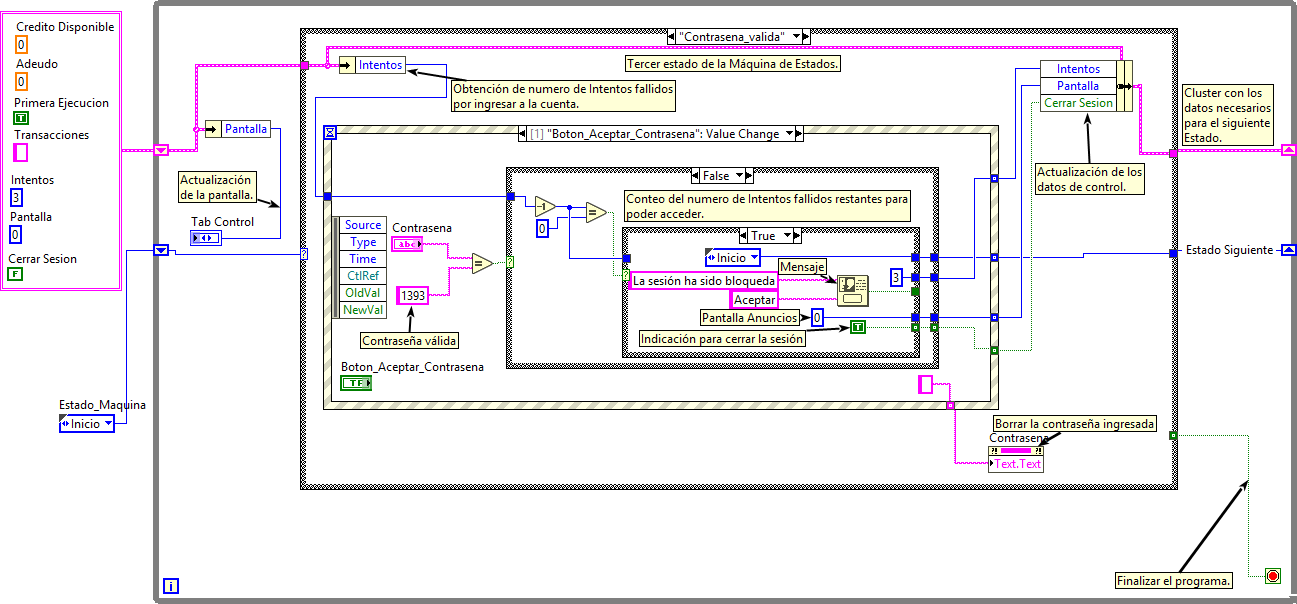 Credito Disponible
0
Adeudo
0
Primera Ejecucion
T
Transacciones
Intentos
3
Pantalla
0
Cerrar Sesion
F
Pantalla
Actualización
de la pantalla.
Tab Control
Estado_Maquina
Inicio
"Contrasena_valida"
Intentos
Tercer estado de la Máquina de Estados.
Obtención de numero de Intentos fallidos
por ingresar a la cuenta.
Intentos
Pantalla
Cerrar Sesion
Cluster con los
datos necesarios
para el siguiente
Estado.
Actualización de los
datos de control.
[1] "Boton_Aceptar_Contrasena": Value Change
False
Conteo del numero de Intentos fallidos restantes para
poder acceder.
-1
=
0
Source
Type
Time
CtlRef
OldVal
NewVal
Contrasena
abc
=
1393
Contraseña válida
Boton_Aceptar_Contrasena
TF
True
Inicio
Mensaje
La sesión ha sido bloqueda
Aceptar
3
Pantalla Anuncios
0
T
Indicación para cerrar la sesión
Estado Siguiente
Borrar la contraseña ingresada
Contrasena
Text.Text
Finalizar el programa.
i